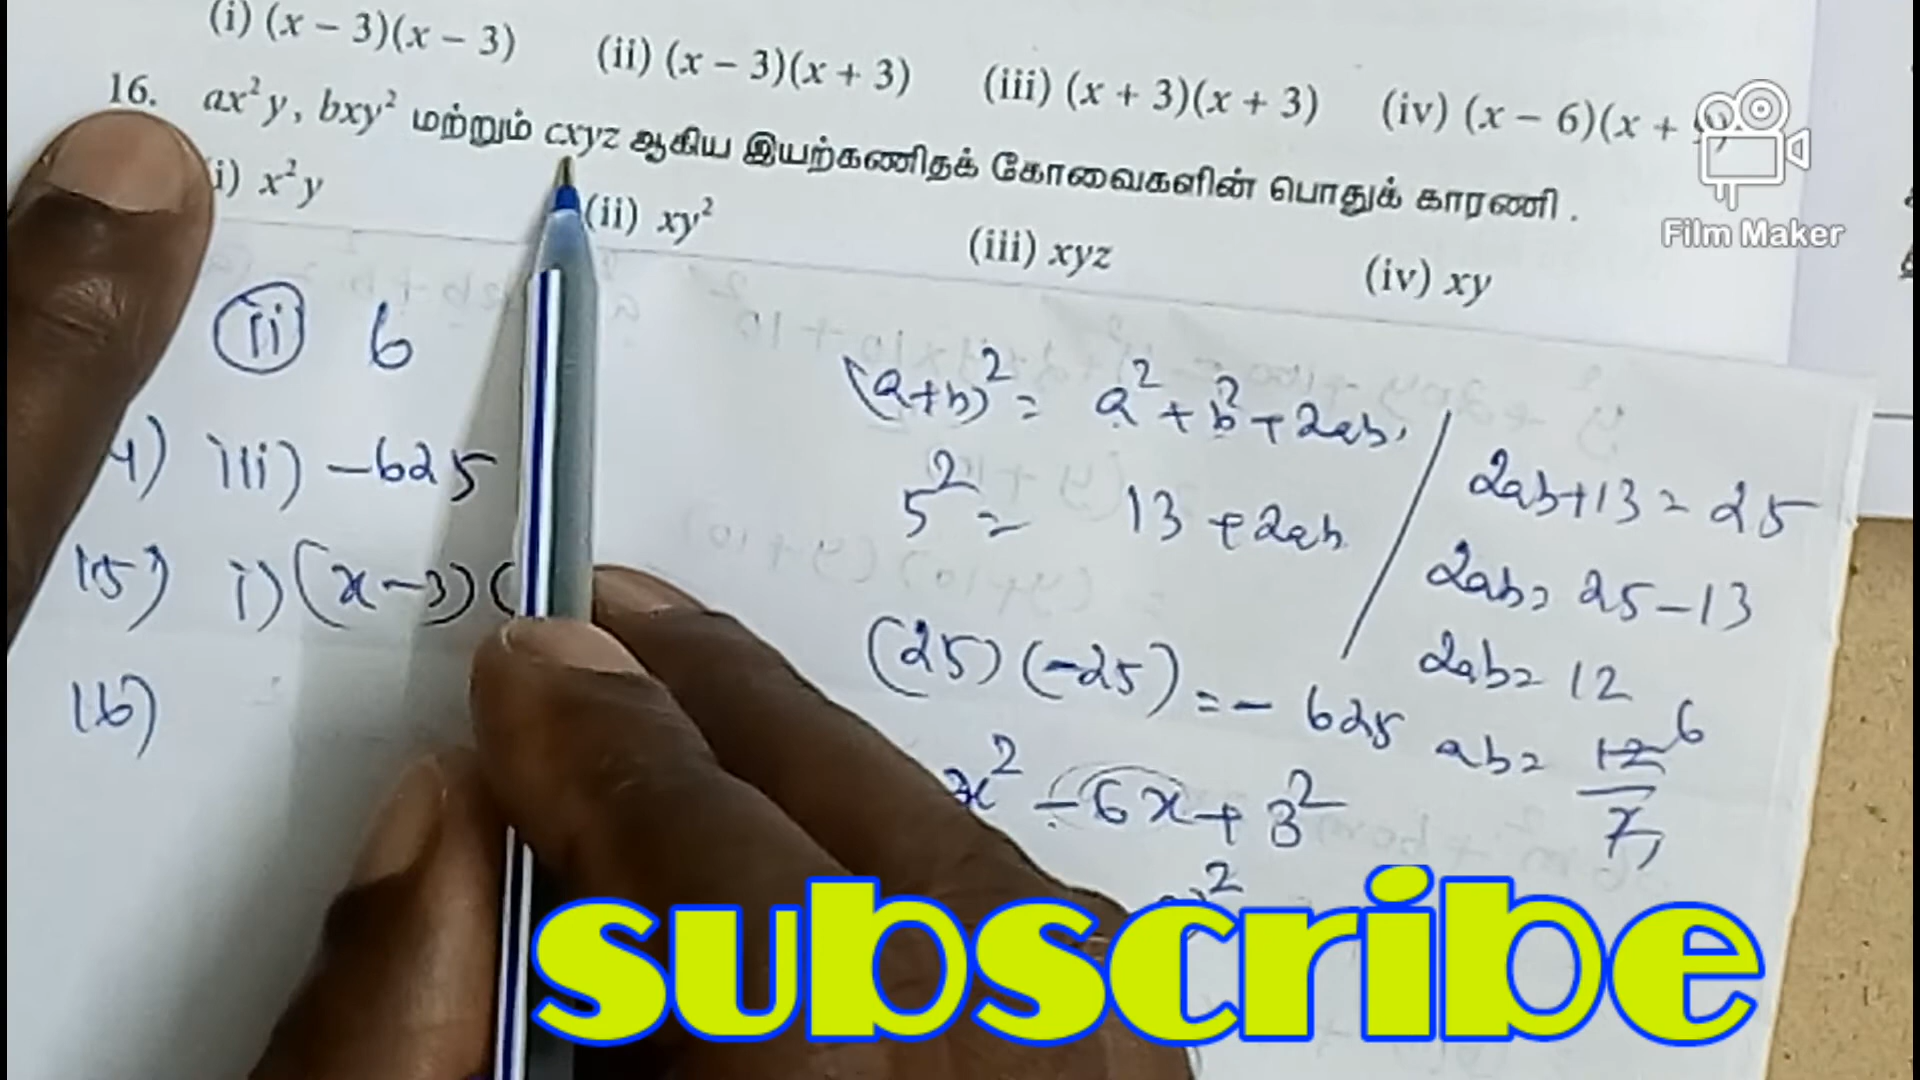 (i) (x – 3)(x – 3) (ii) (x – 3)(x + 3) (iii) (x + 3)(x + 3) (iv) (x – 6)(x +
16. ax²y, bxy² மற்றும் cxyz ஆகிய இயற்கணிதக் கோவைகளின் பொதுக் காரணி .
i) x²y (ii) xy² (iii) xyz (iv) xy
Film Maker
(ii) 6
4) iii) -625
15) i) (x-3)(
16)
(a+b)² = a² + b² + 2ab
5² = 13 + 2ab
2ab+13 = 25
2ab = 25-13
2ab = 12
ab = 12 6
2
(25)(-25) = - 625
x² - 6x + 3²
subscribe